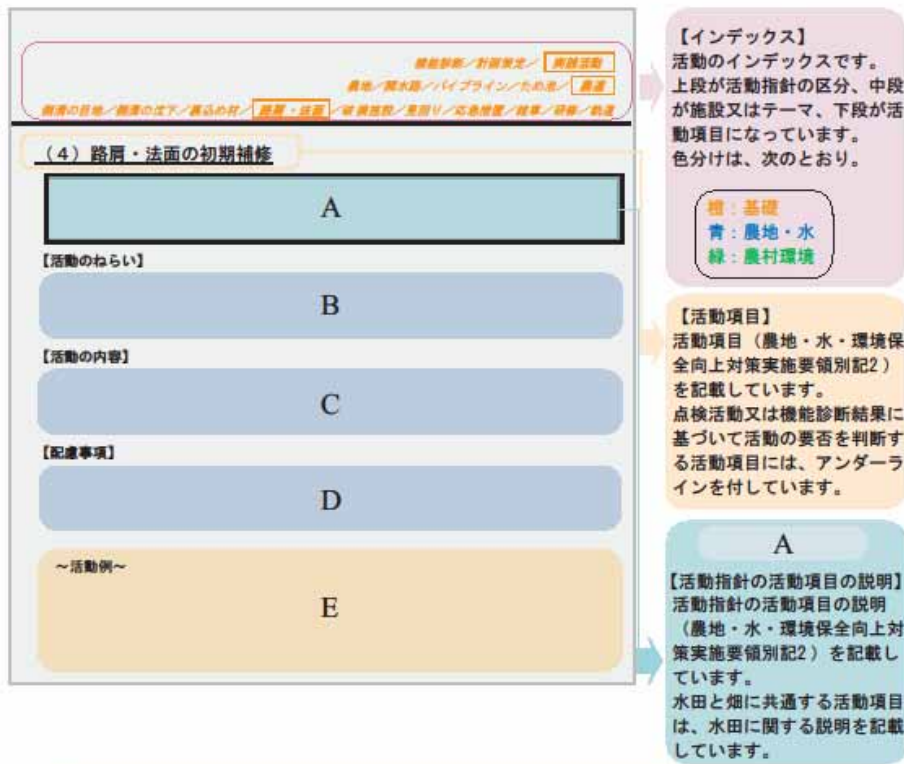 機能診断／計画策定／ 実践活動
農地／開水路／パイプライン／ため池／ 農道
側溝の目地／側溝の沈下／裏込め材／ 路肩・法面 ／破損施設／見回り／応急措置／雑草／研修／軌道
（４）路肩・法面の初期補修
A
【活動のねらい】
B
【活動の内容】
C
【配慮事項】
D
～活動例～
E
【インデックス】
活動のインデックスです。
上段が活動指針の区分、中段
が施設又はテーマ、下段が活
動項目になっています。
色分けは、次のとおり。
橙：基礎
青：農地・水
緑：農村環境
【活動項目】
活動項目（農地・水・環境保
全向上対策実施要領別記2）
を記載しています。
点検活動又は機能診断結果に
基づいて活動の要否を判断す
る活動項目には、アンダーラ
インを付しています。
A
【活動指針の活動項目の説明】
活動指針の活動項目の説明
（農地・水・環境保全向上対
策実施要領別記2）を記載し
ています。
水田と畑に共通する活動項目
は、水田に関する説明を記載
しています。